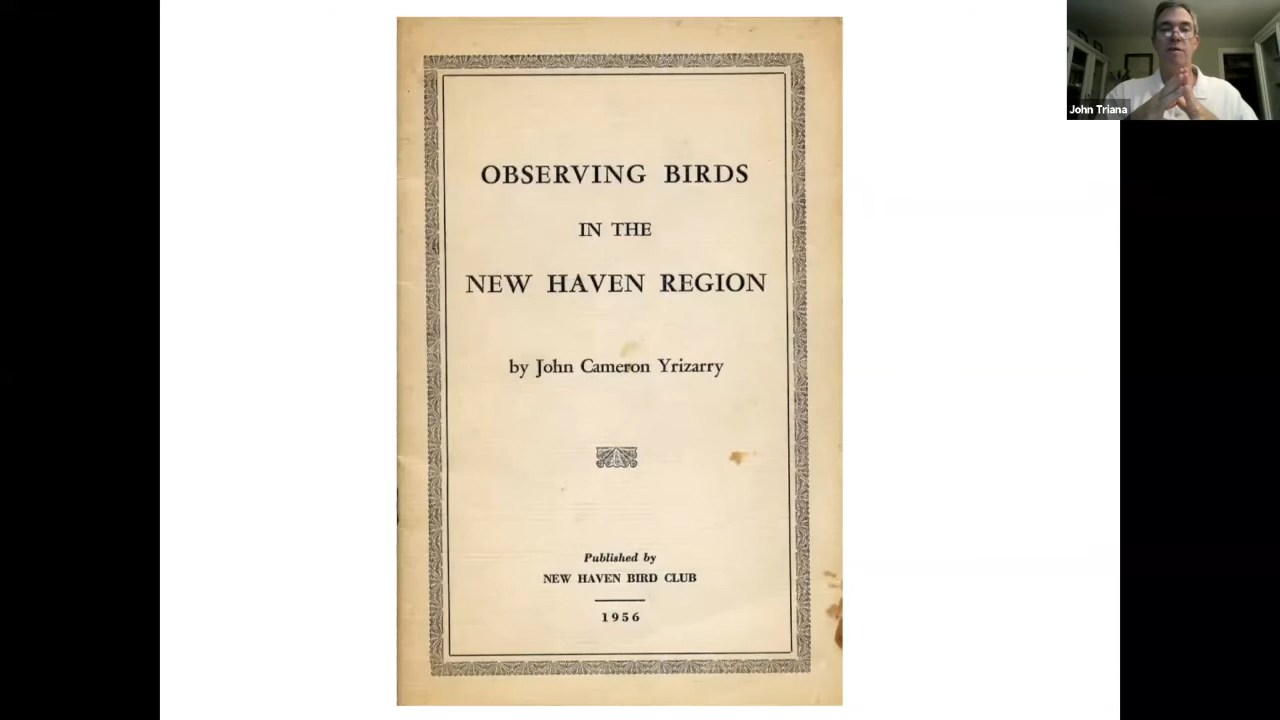 OBSERVING BIRDS
IN THE
NEW HAVEN REGION
by John Cameron Yrizarry
Published by
NEW HAVEN BIRD CLUB
1956
John Triana